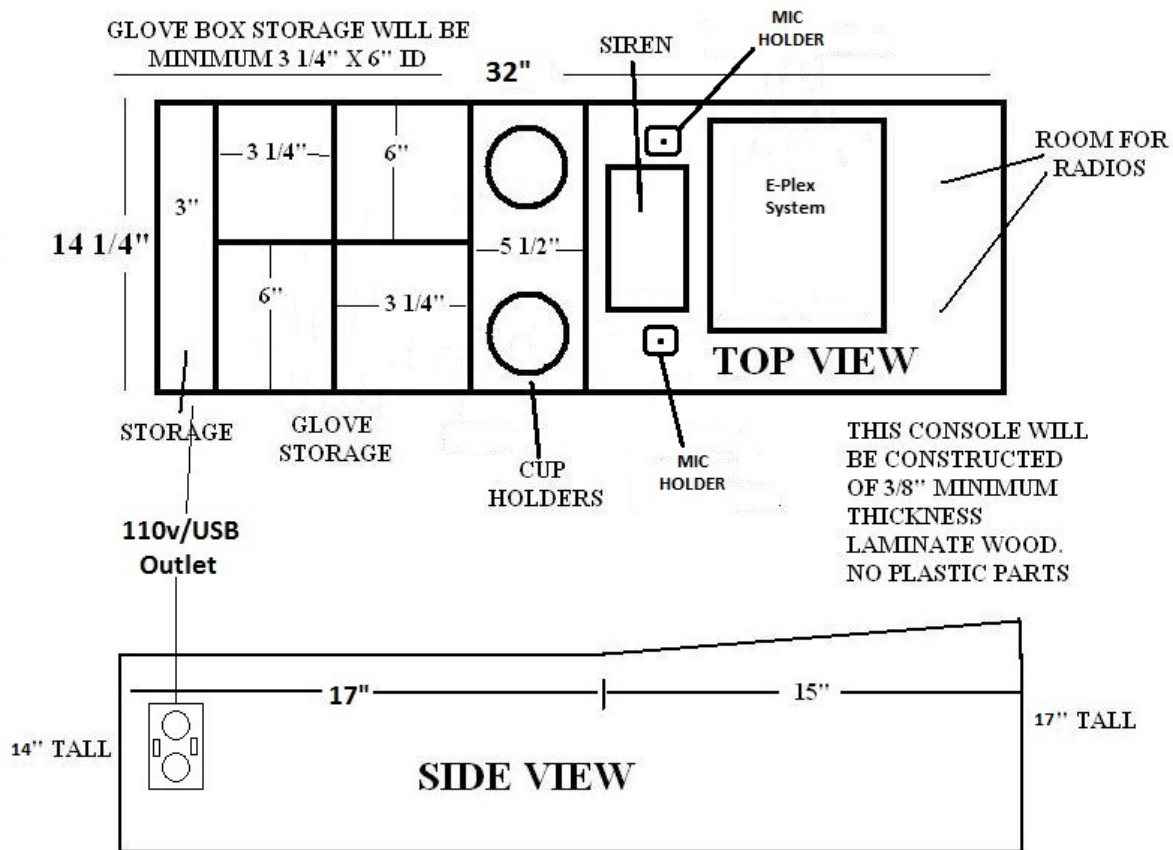 GLOVE BOX STORAGE WILL BE
MINIMUM 3 1/4" X 6" ID
32"
SIREN
MIC
HOLDER
ROOM FOR
RADIOS
14 1/4"
3"
3 1/4"
6"
6"
3 1/4"
5 1/2"
E-Plex
System
TOP VIEW
STORAGE
GLOVE
STORAGE
CUP
HOLDERS
MIC
HOLDER
THIS CONSOLE WILL
BE CONSTRUCTED
OF 3/8" MINIMUM
THICKNESS
LAMINATE WOOD.
NO PLASTIC PARTS
110v/USB
Outlet
17"
15"
14" TALL
17" TALL
SIDE VIEW